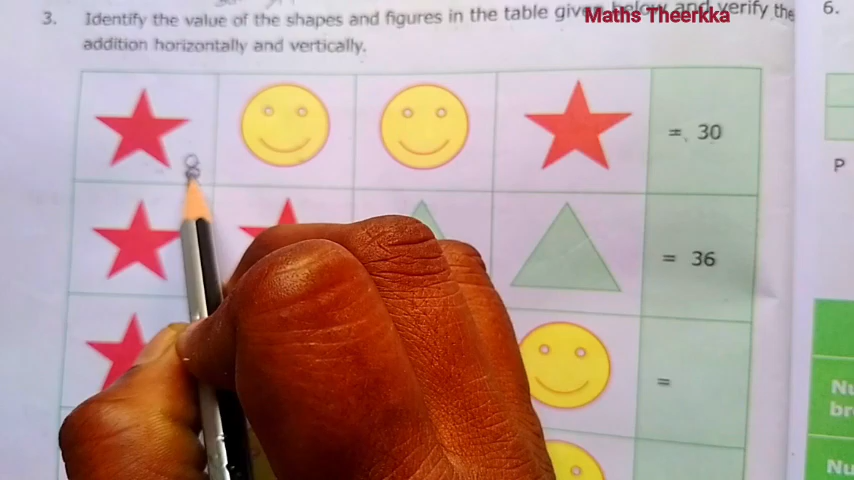 3. Identify the value of the shapes and figures in the table given below and verify the
addition horizontally and vertically.
Maths Theerkka
6.
= 30
8
= 36
=
P
Nu
br
Nu